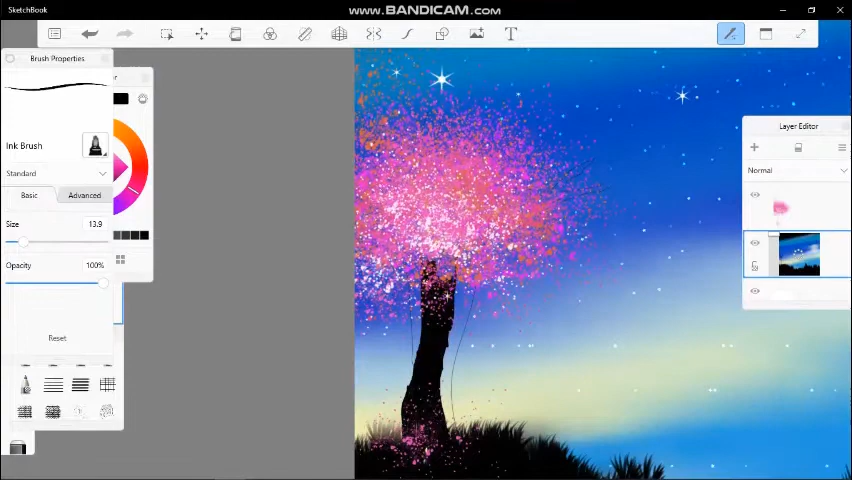 SketchBook
www.BANDICAM.com
T
Brush Properties
Ink Brush
Standard
Basic
Advanced
Size
13.9
Opacity
100%
Reset
Layer Editor
Normal